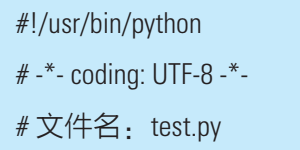 #!/usr/bin/python
# -*- coding: UTF-8 -*-
# 文件名：test.py